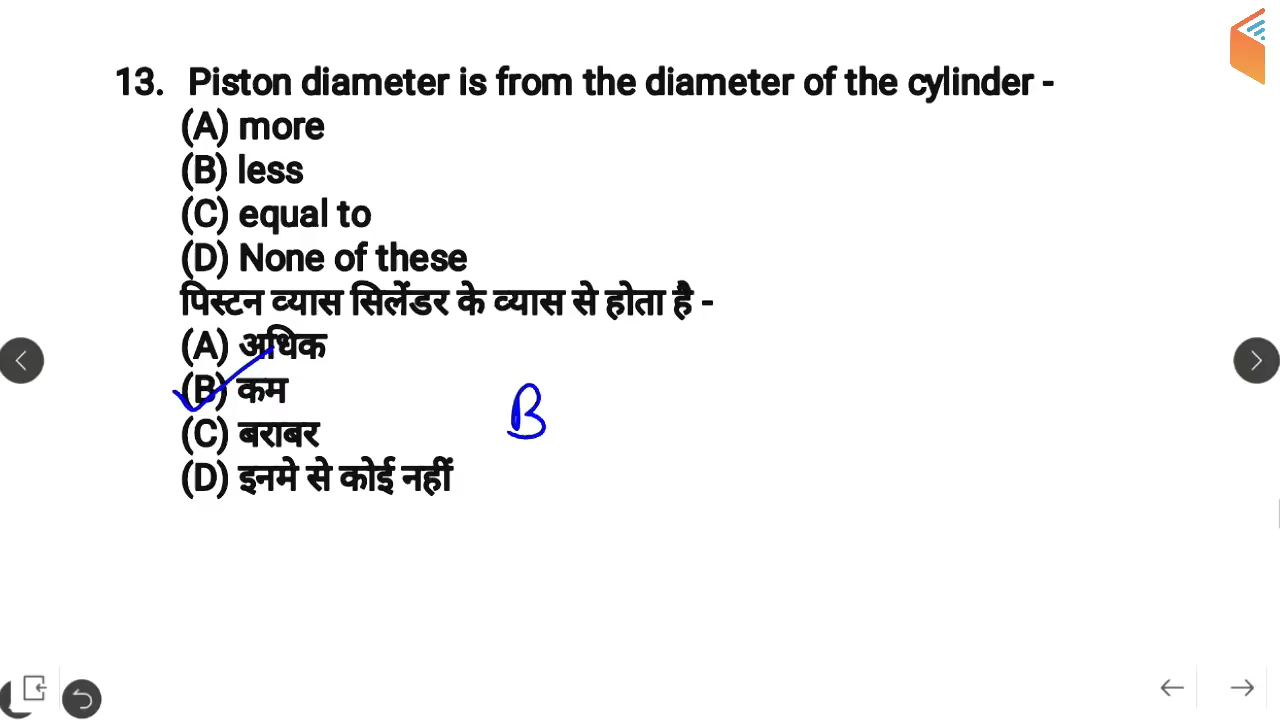 13. Piston diameter is from the diameter of the cylinder -
(A) more
(B) less
(C) equal to
(D) None of these
पिस्टन व्यास सिलेंडर के व्यास से होता है -
(A) अधिक
(B) कम
B
(C) बराबर
(D) इनमे से कोई नहीं